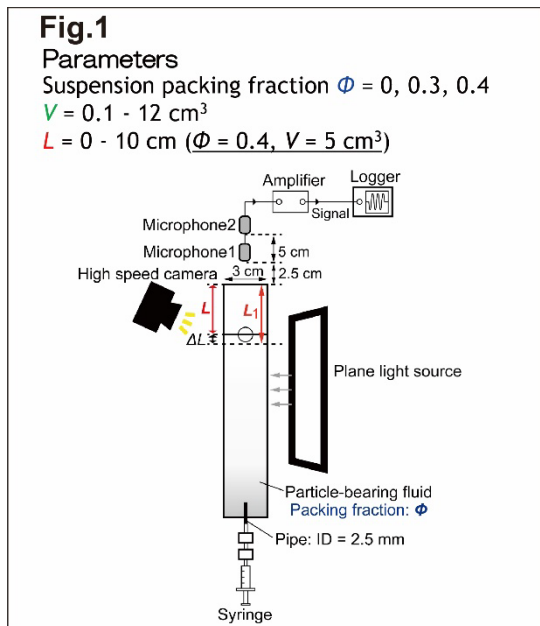 Fig.1
Parameters
Suspension packing fraction Φ = 0, 0.3, 0.4
V = 0.1 - 12 cm³
L = 0 - 10 cm (Φ = 0.4, V = 5 cm³)
Amplifier
Logger
Signal
Microphone2
Microphone1
5 cm
2.5 cm
High speed camera
3 cm
L
L₁
ΔL
Plane light source
Particle-bearing fluid
Packing fraction: Φ
Pipe: ID = 2.5 mm
Syringe